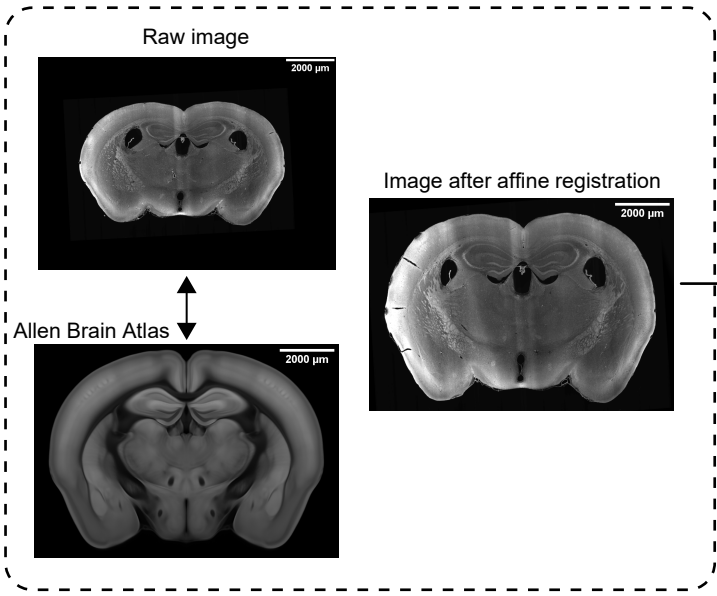 Raw image
2000 µm
Image after affine registration
2000 µm
Allen Brain Atlas
2000 µm